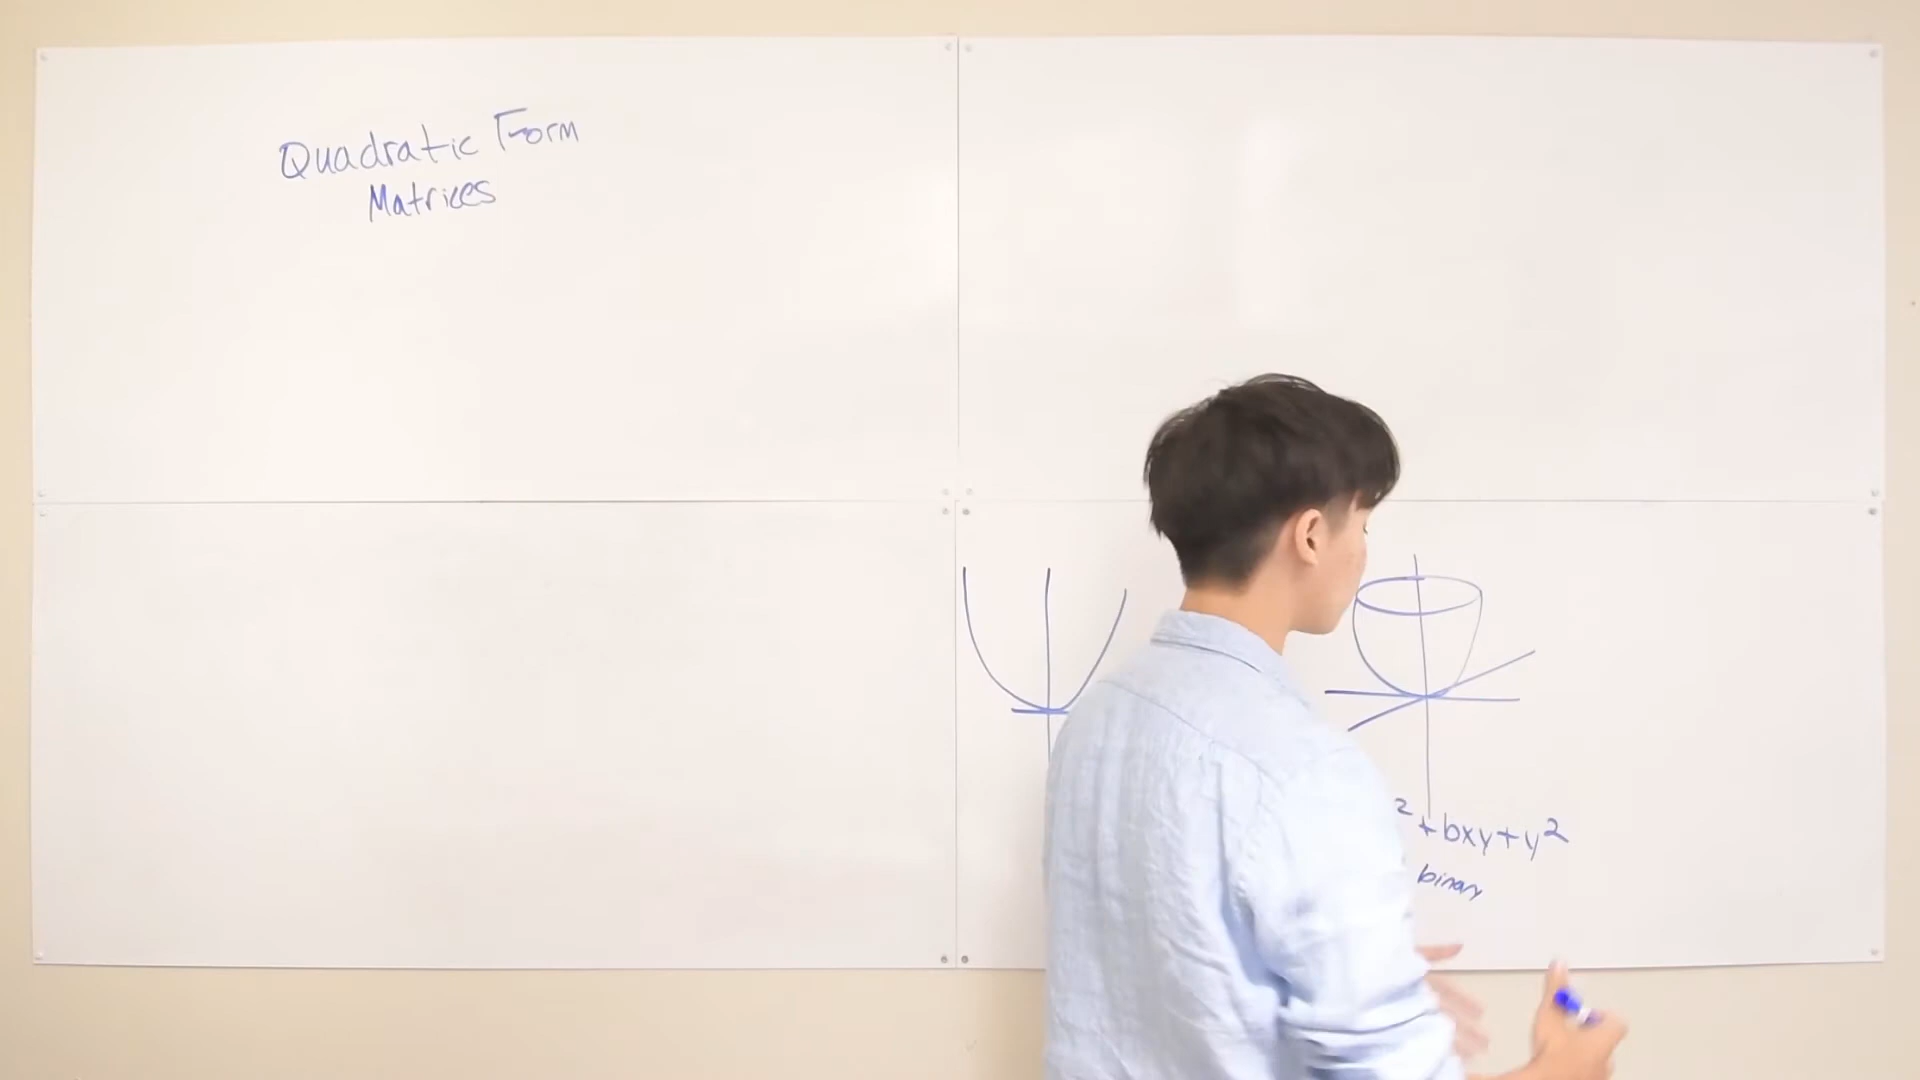 Quadratic Form
Matrices
² + bxy + y²
binary